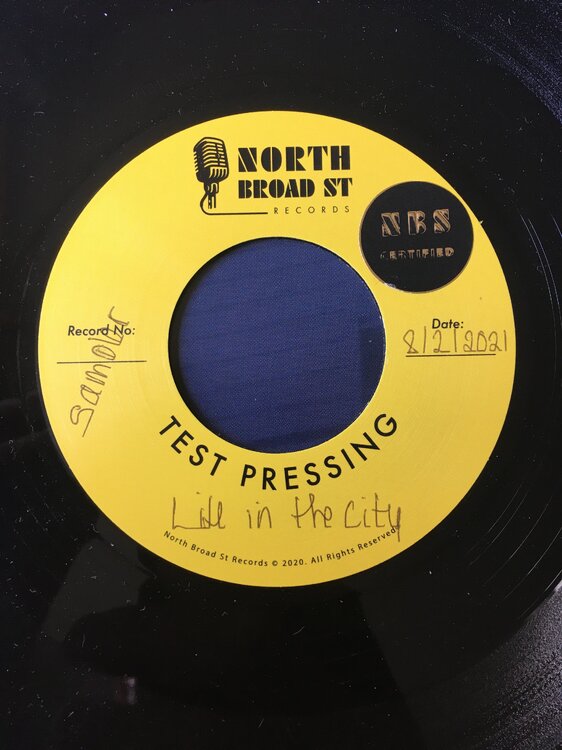 NORTH
BROAD ST
RECORDS
NBS
CERTIFIED
Record No:
Sampler
Date:
8/2/2021
TEST PRESSING
Life in the City
North Broad St Records © 2020. All Rights Reserved.